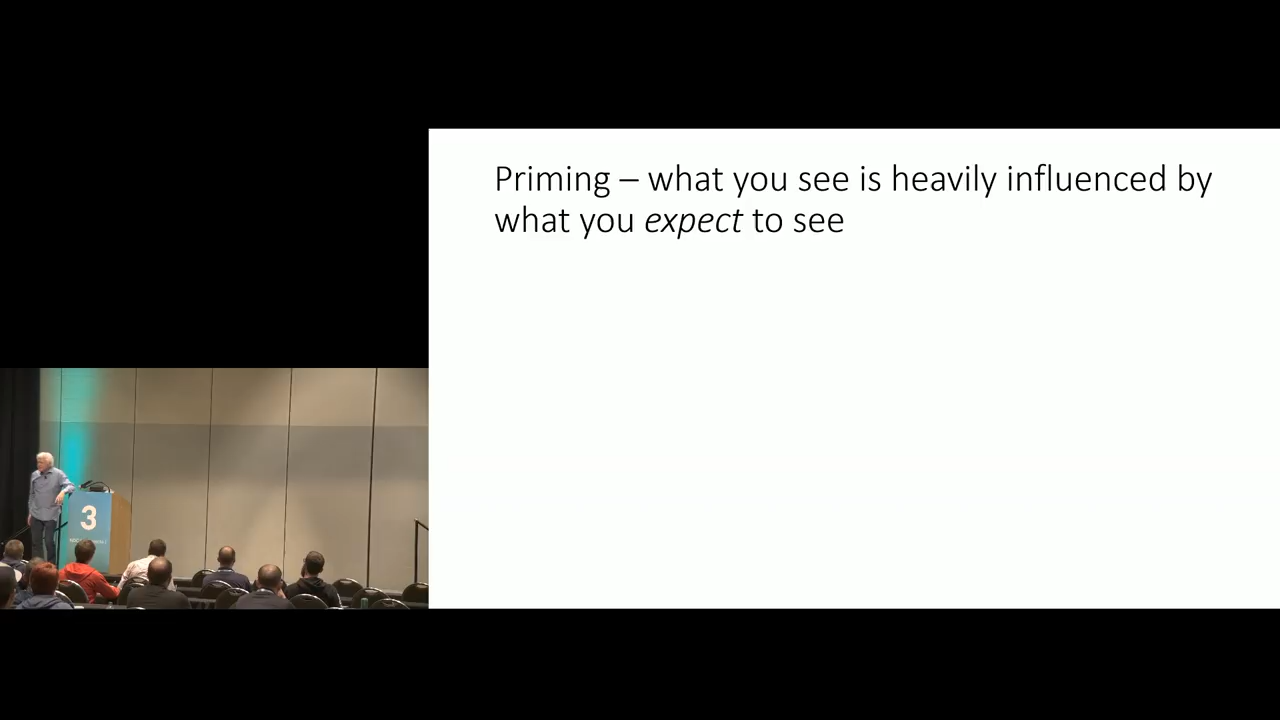 Priming – what you see is heavily influenced by
what you expect to see
3